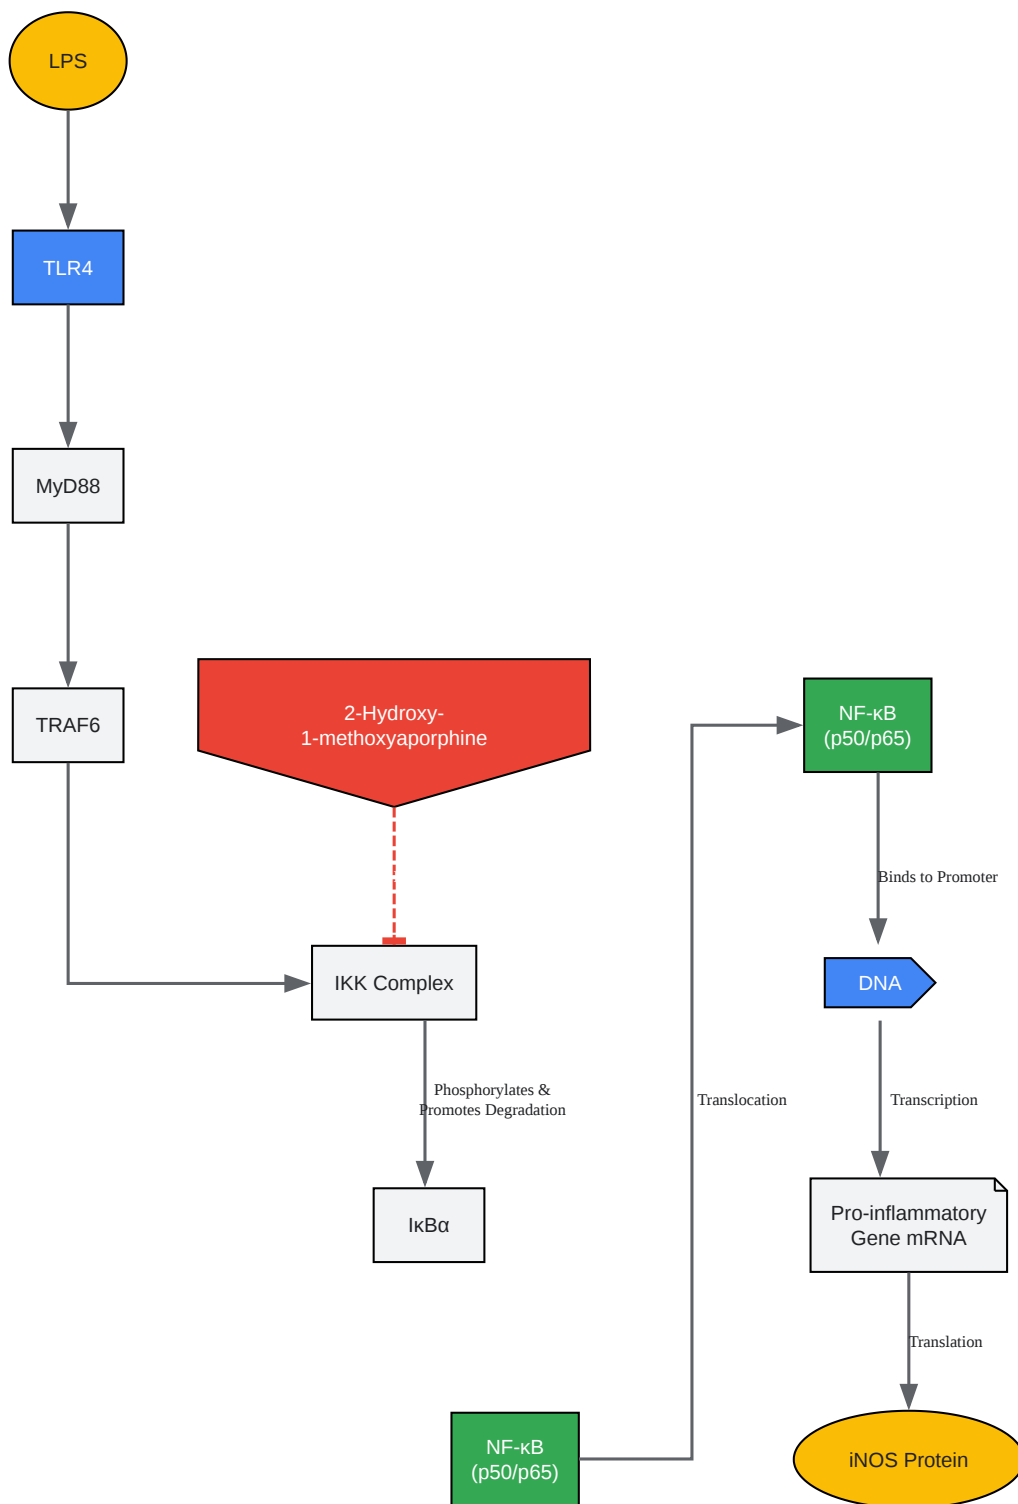 LPS
TLR4
MyD88
TRAF6
2-Hydroxy-
1-methoxyaporphine
IKK Complex
Phosphorylates &
Promotes Degradation
IκBα
NF-κB
(p50/p65)
Translocation
NF-κB
(p50/p65)
Binds to Promoter
DNA
Transcription
Pro-inflammatory
Gene mRNA
Translation
iNOS Protein